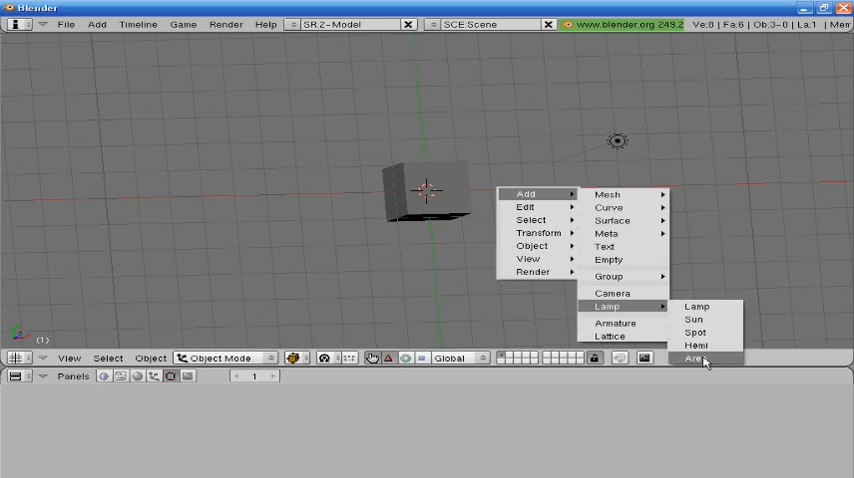 Blender
File Add Timeline Game Render Help SR:2-Model SCE:Scene www.blender.org 249.2 Ve:8 | Fa:6 | Ob:3-0 | La:1 | Mem
Add
Edit
Select
Transform
Object
View
Render
Mesh
Curve
Surface
Meta
Text
Empty
Group
Camera
Lamp
Armature
Lattice
Lamp
Sun
Spot
Hemi
Area
(1)
View Select Object Object Mode Global
Panels 1